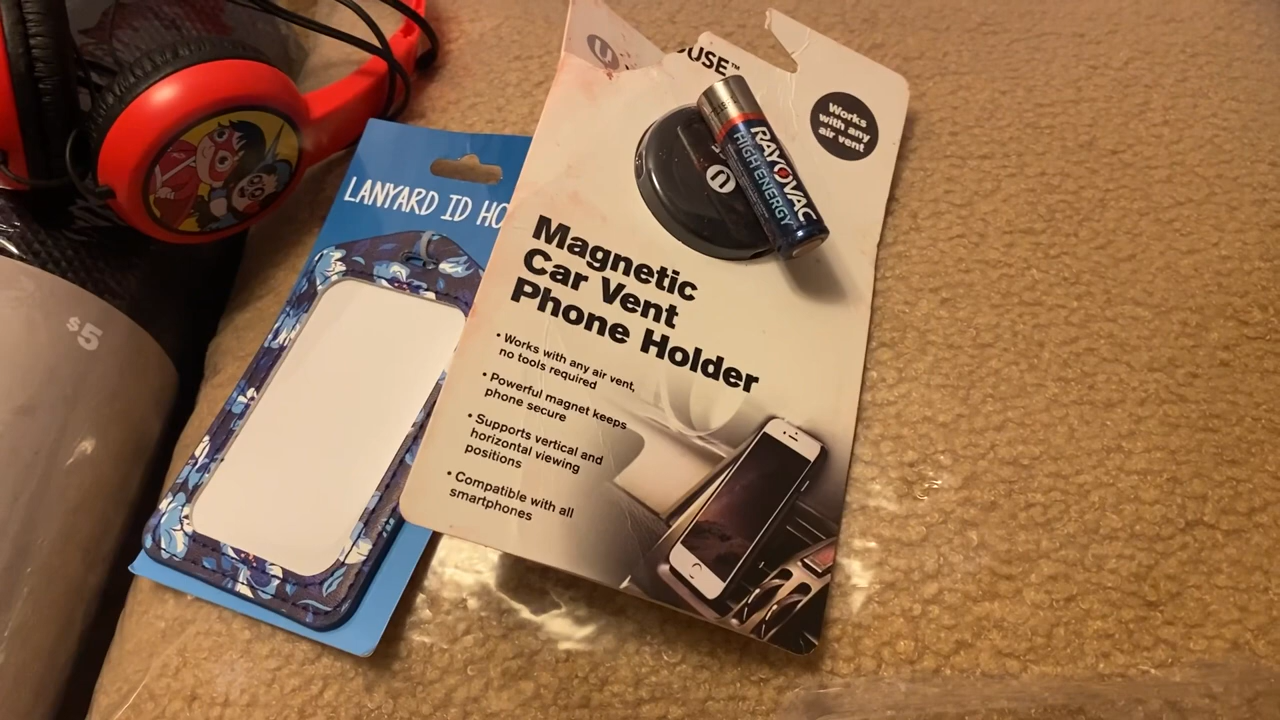 $5
LANYARD ID HO
OUSE™
Works
with any
air vent
RAYOVAC
HIGH ENERGY
Magnetic
Car Vent
Phone Holder
• Works with any air vent,
no tools required
• Powerful magnet keeps
phone secure
• Supports vertical and
horizontal viewing
positions
• Compatible with all
smartphones